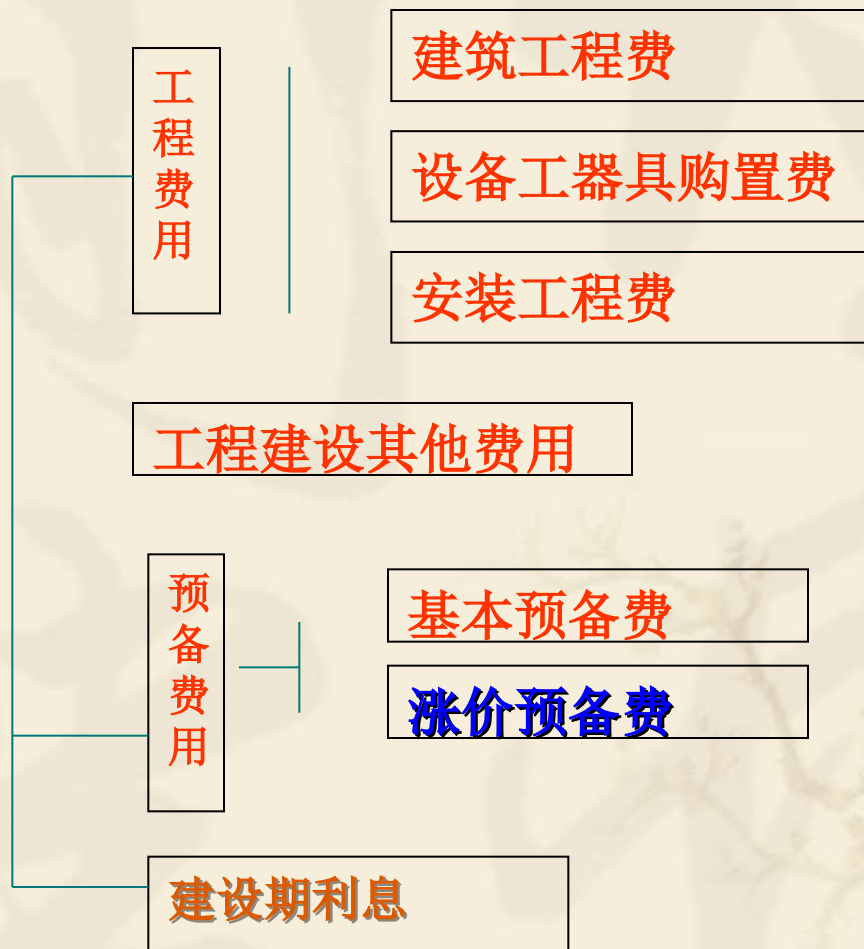 工程费用
建筑工程费
设备工器具购置费
安装工程费
工程建设其他费用
预备费用
基本预备费
涨价预备费
建设期利息